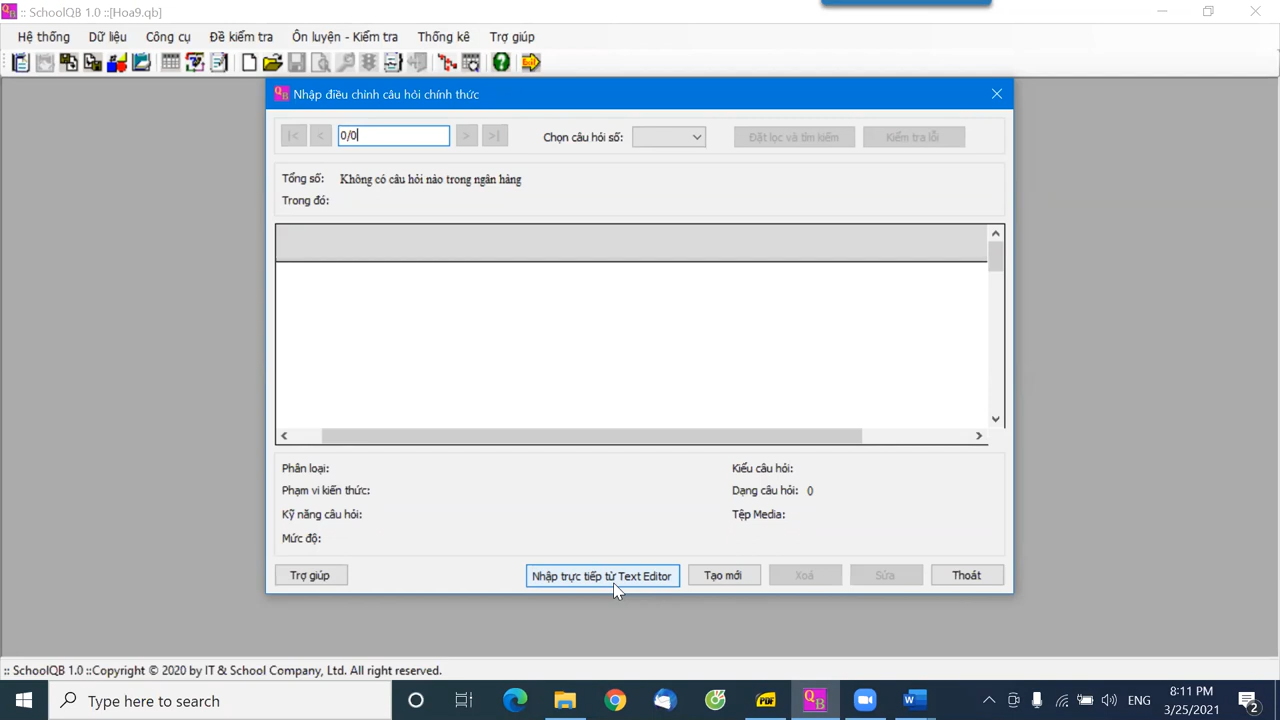 :: SchoolQB 1.0 ::[Hoa9.qb]
Hệ thống Dữ liệu Công cụ Đề kiểm tra Ôn luyện - Kiểm tra Thống kê Trợ giúp
Nhập điều chỉnh câu hỏi chính thức
|< < 0/0 > >| Chọn câu hỏi số: Đặt lọc và tìm kiếm Kiểm tra lỗi
Tổng số: Không có câu hỏi nào trong ngân hàng
Trong đó:
Phân loại: Kiểu câu hỏi:
Phạm vi kiến thức: Dạng câu hỏi: 0
Kỹ năng câu hỏi: Tệp Media:
Mức độ:
Trợ giúp Nhập trực tiếp từ Text Editor Tạo mới Xoá Sửa Thoát
:: SchoolQB 1.0 ::Copyright © 2020 by IT & School Company, Ltd. All right reserved.
Type here to search PDF QB W ENG 8:11 PM
3/25/2021 2